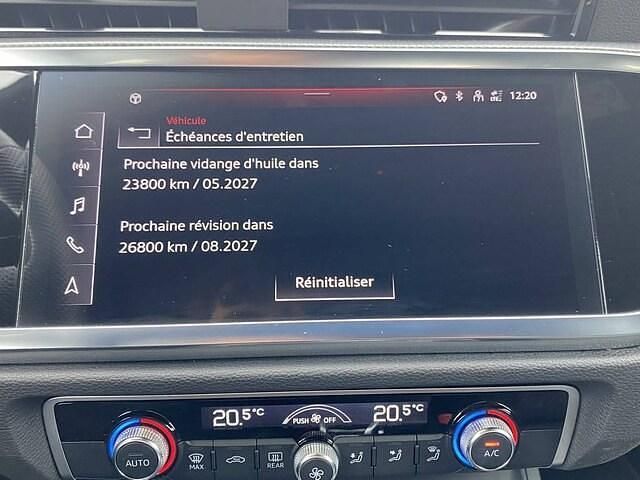 12:20
Véhicule
Échéances d'entretien
Prochaine vidange d'huile dans
23800 km / 05.2027
Prochaine révision dans
26800 km / 08.2027
Réinitialiser
20.5°C
PUSH OFF
20.5°C
AUTO
MAX
REAR
A/C